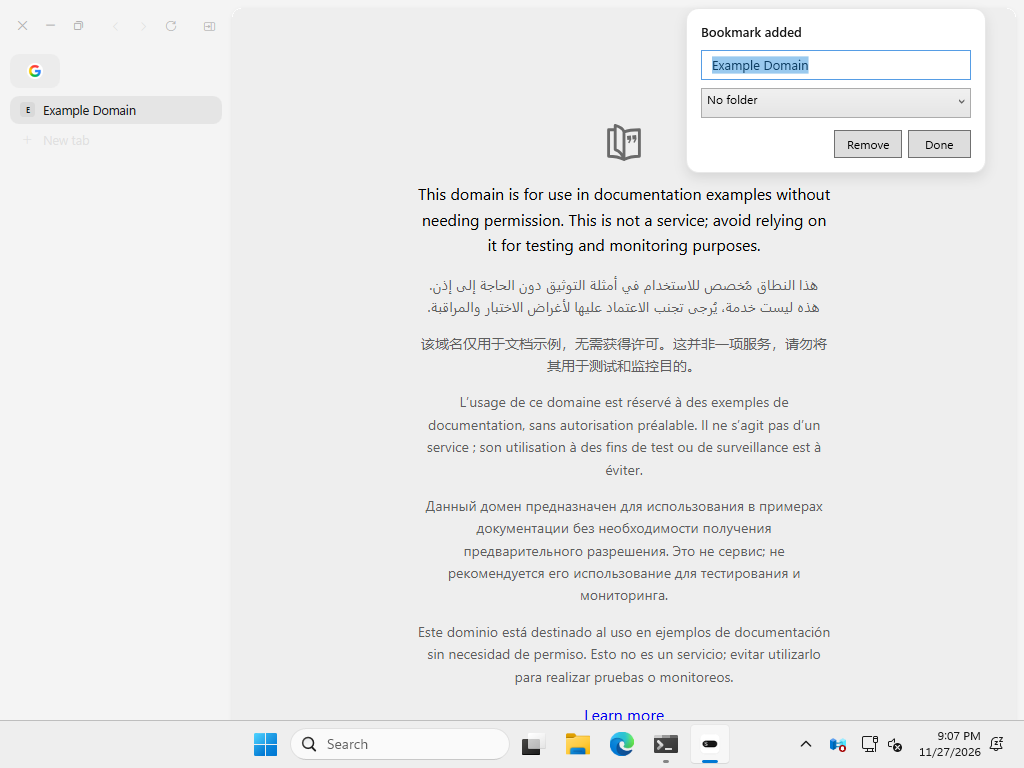 Example Domain
New tab
Bookmark added
Example Domain
No folder
Remove
Done
This domain is for use in documentation examples without
needing permission. This is not a service; avoid relying on
it for testing and monitoring purposes.
هذا النطاق مُخصص للاستخدام في أمثلة التوثيق دون الحاجة إلى إذن.
هذه ليست خدمة، يُرجى تجنب الاعتماد عليها لأغراض الاختبار والمراقبة.
该域名仅用于文档示例，无需获得许可。这并非一项服务，请勿将
其用于测试和监控目的。
L'usage de ce domaine est réservé à des exemples de
documentation, sans autorisation préalable. Il ne s'agit pas d'un
service ; son utilisation à des fins de test ou de surveillance est à
éviter.
Данный домен предназначен для использования в примерах
документации без необходимости получения
предварительного разрешения. Это не сервис; не
рекомендуется его использование для тестирования и
мониторинга.
Este dominio está destinado al uso en ejemplos de documentación
sin necesidad de permiso. Esto no es un servicio; evitar utilizarlo
para realizar pruebas o monitoreos.
Learn more
Search
9:07 PM
11/27/2026